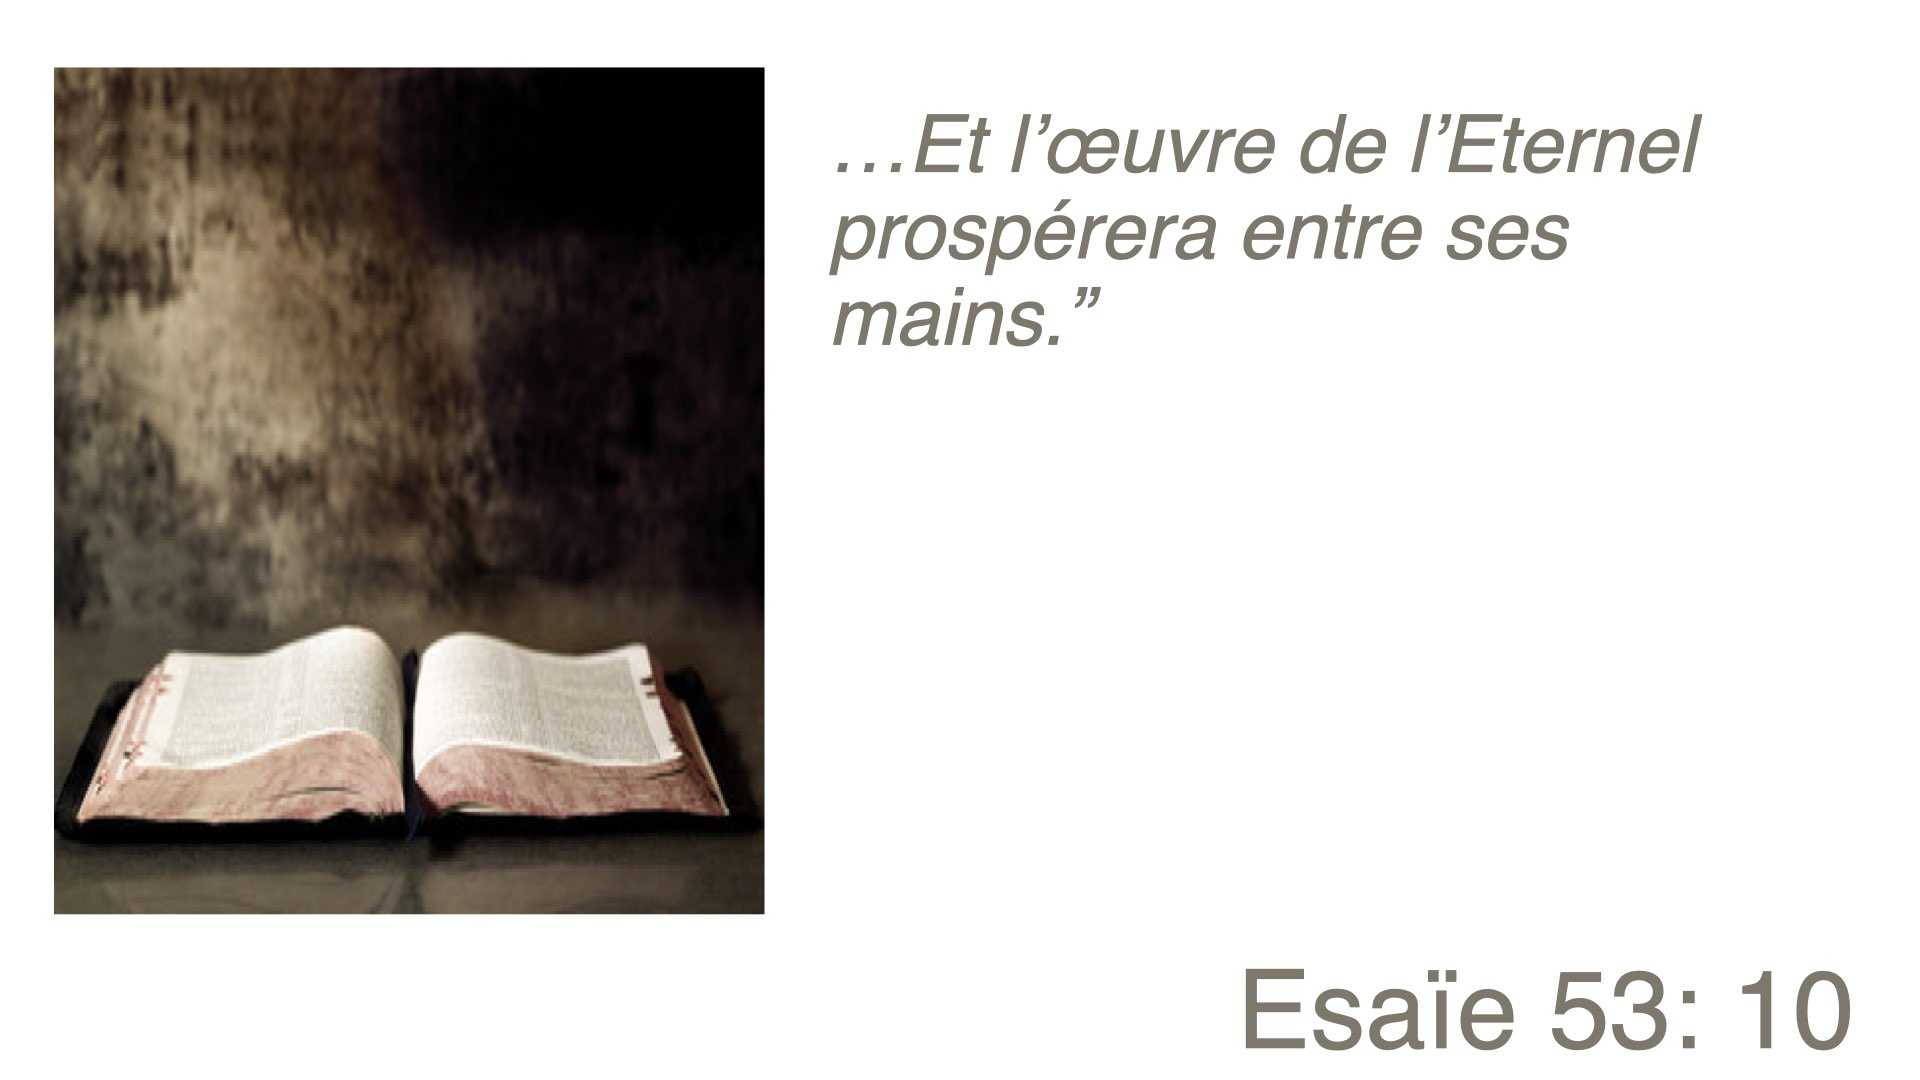 …Et l’œuvre de l’Eternel
prospérera entre ses
mains.”
Esaïe 53: 10